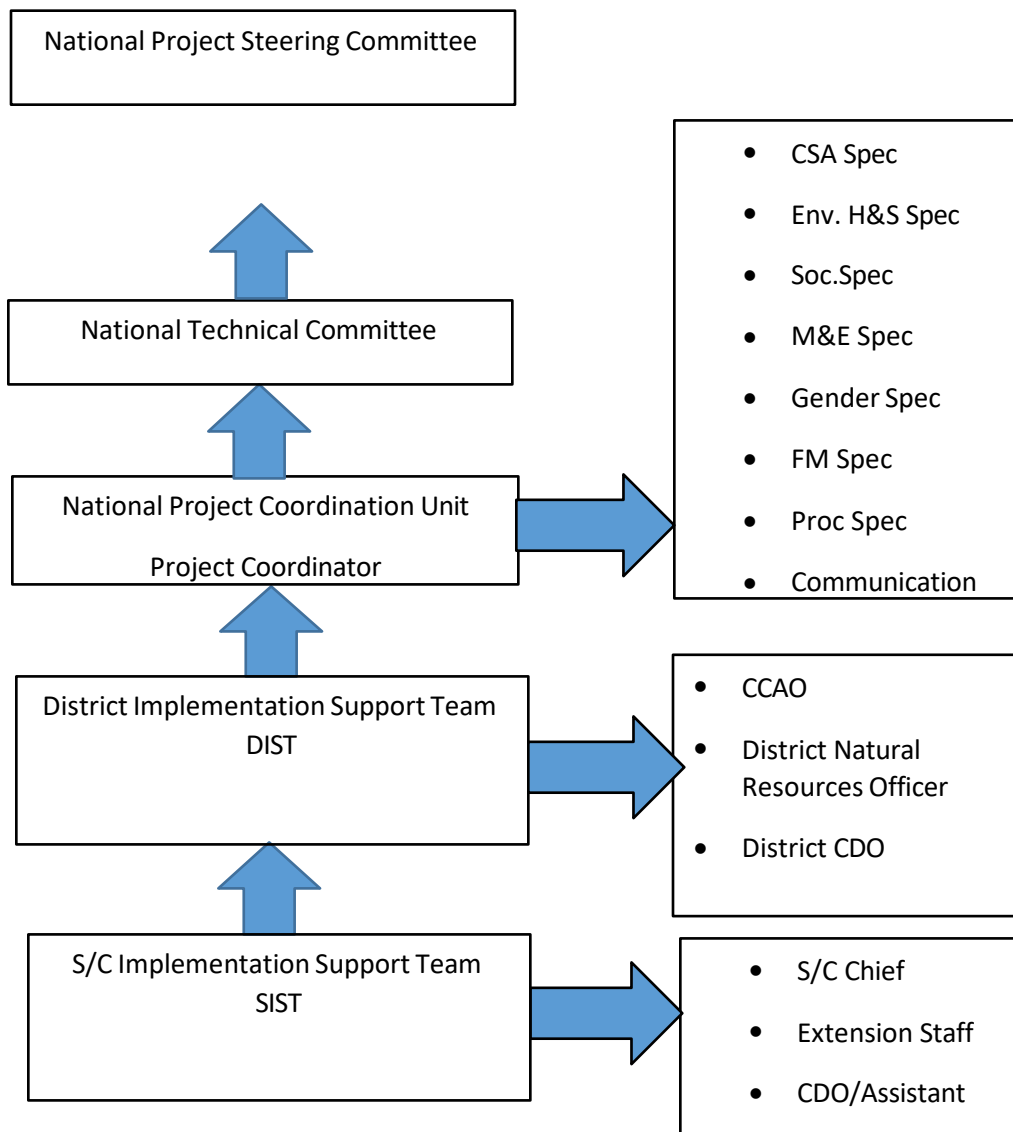 National Project Steering Committee
National Technical Committee
National Project Coordination Unit
Project Coordinator
• CSA Spec
• Env. H&S Spec
• Soc.Spec
• M&E Spec
• Gender Spec
• FM Spec
• Proc Spec
• Communication
District Implementation Support Team
DIST
• CCAO
• District Natural
Resources Officer
• District CDO
S/C Implementation Support Team
SIST
• S/C Chief
• Extension Staff
• CDO/Assistant